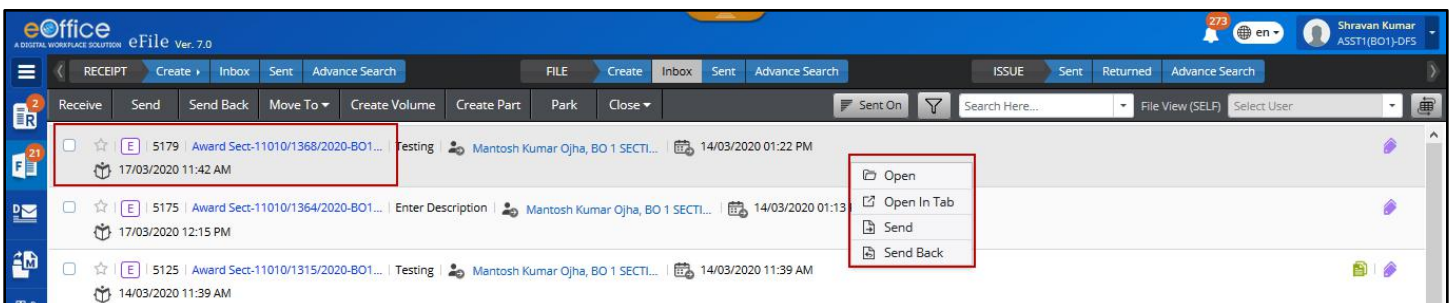 eOffice
A DIGITAL WORKPLACE SOLUTION eFile Ver. 7.0
273
en
Shravan Kumar
ASST1(BO1)-DFS
RECEIPT Create Inbox Sent Advance Search FILE Create Inbox Sent Advance Search ISSUE Sent Returned Advance Search
2
R
Receive Send Send Back Move To Create Volume Create Part Park Close Sent On Search Here... File View (SELF) Select User
21
F
E 5179 Award Sect-11010/1368/2020-BO1... Testing Mantosh Kumar Ojha, BO 1 SECTI... 14/03/2020 01:22 PM
17/03/2020 11:42 AM
Open
Open In Tab
Send
Send Back
D
E 5175 Award Sect-11010/1364/2020-BO1... Enter Description Mantosh Kumar Ojha, BO 1 SECTI... 14/03/2020 01:13
17/03/2020 12:15 PM
M
E 5125 Award Sect-11010/1315/2020-BO1... Testing Mantosh Kumar Ojha, BO 1 SECTI... 14/03/2020 11:39 AM
14/03/2020 11:39 AM